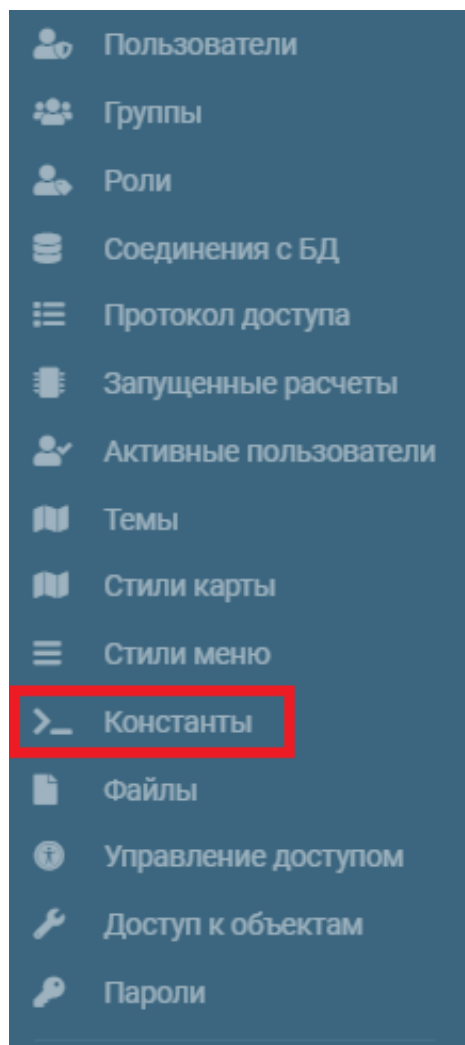 Пользователи
Группы
Роли
Соединения с БД
Протокол доступа
Запущенные расчеты
Активные пользователи
Темы
Стили карты
Стили меню
Константы
Файлы
Управление доступом
Доступ к объектам
Пароли